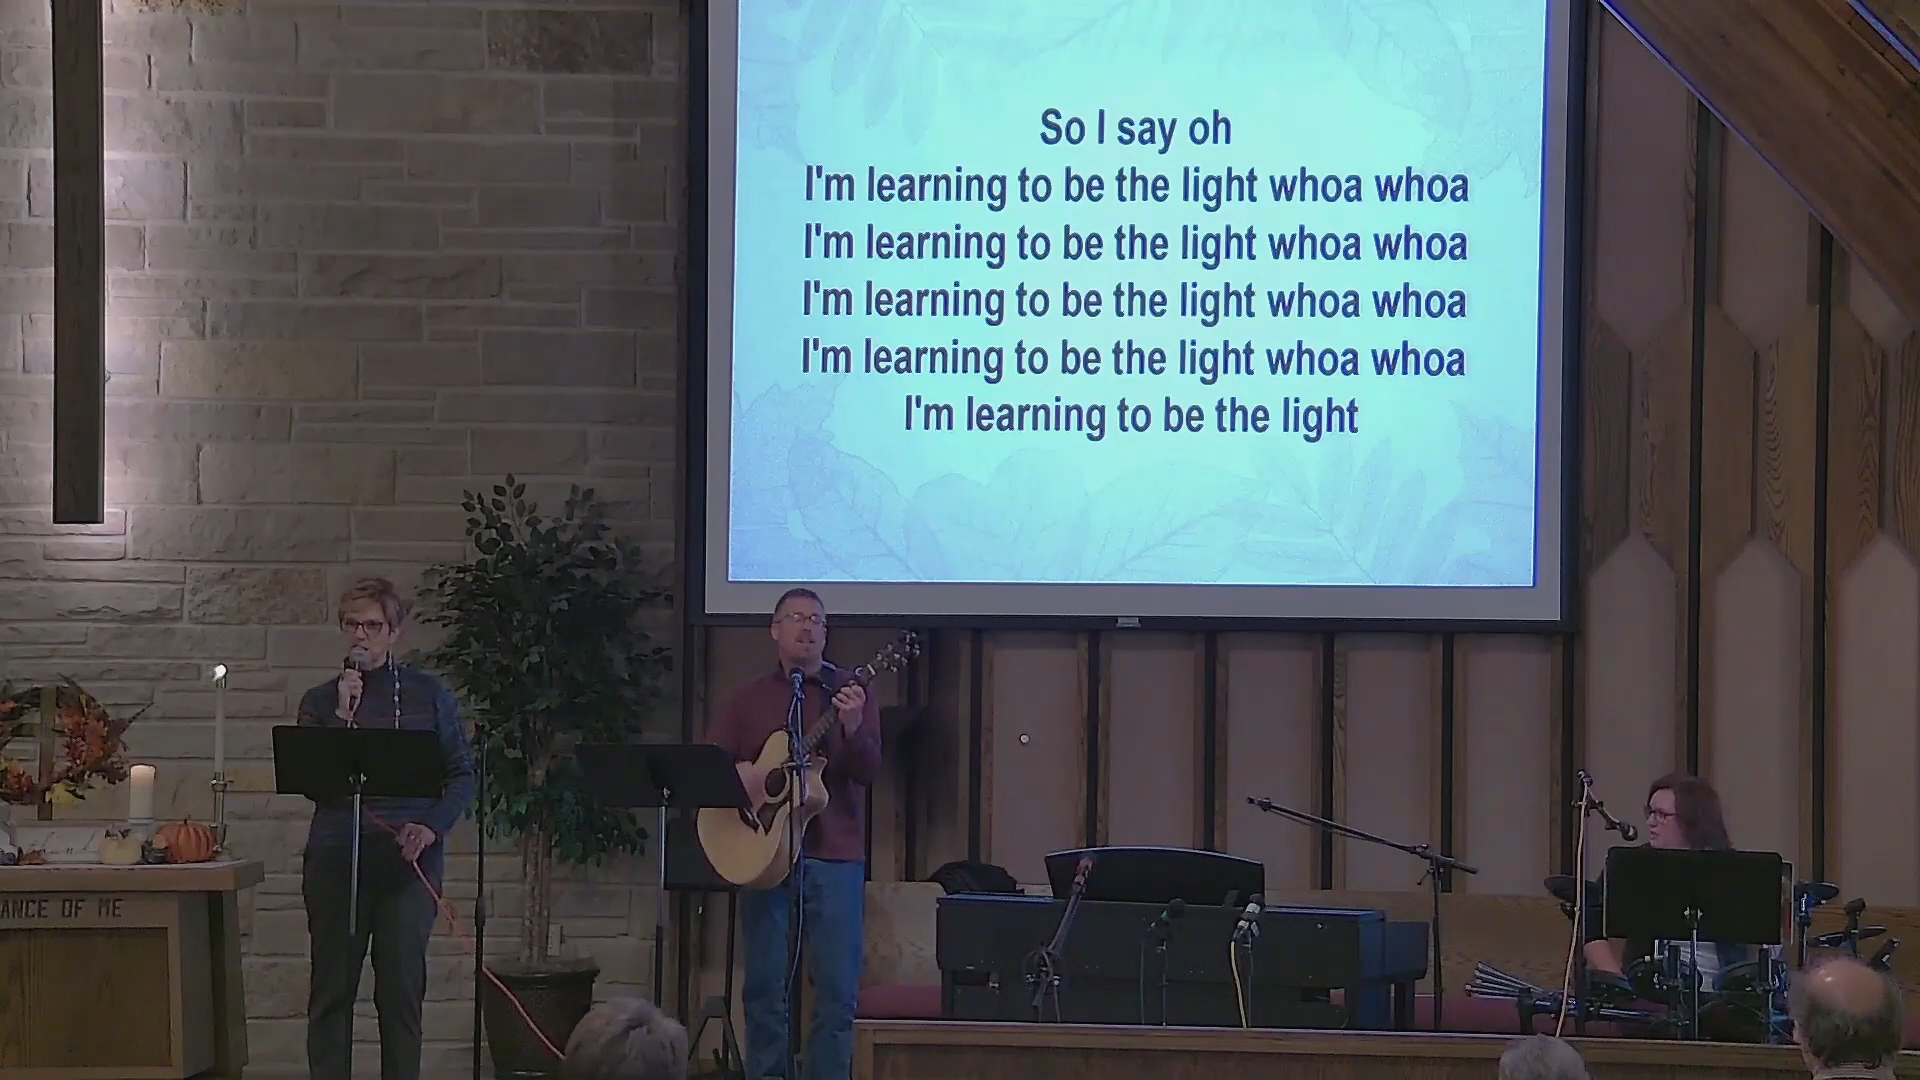 So I say oh
I'm learning to be the light whoa whoa
I'm learning to be the light whoa whoa
I'm learning to be the light whoa whoa
I'm learning to be the light whoa whoa
I'm learning to be the light
ANCE OF ME